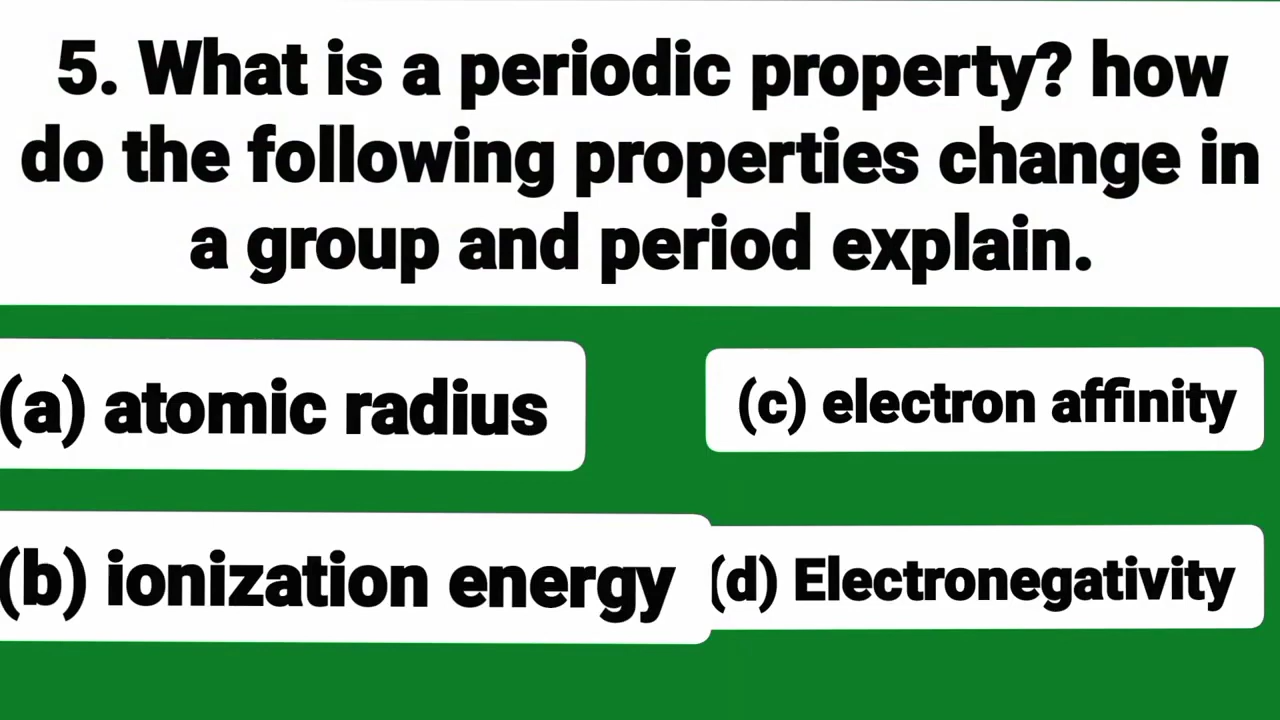 5. What is a periodic property? how
do the following properties change in
a group and period explain.
(a) atomic radius
(c) electron affinity
(b) ionization energy
(d) Electronegativity